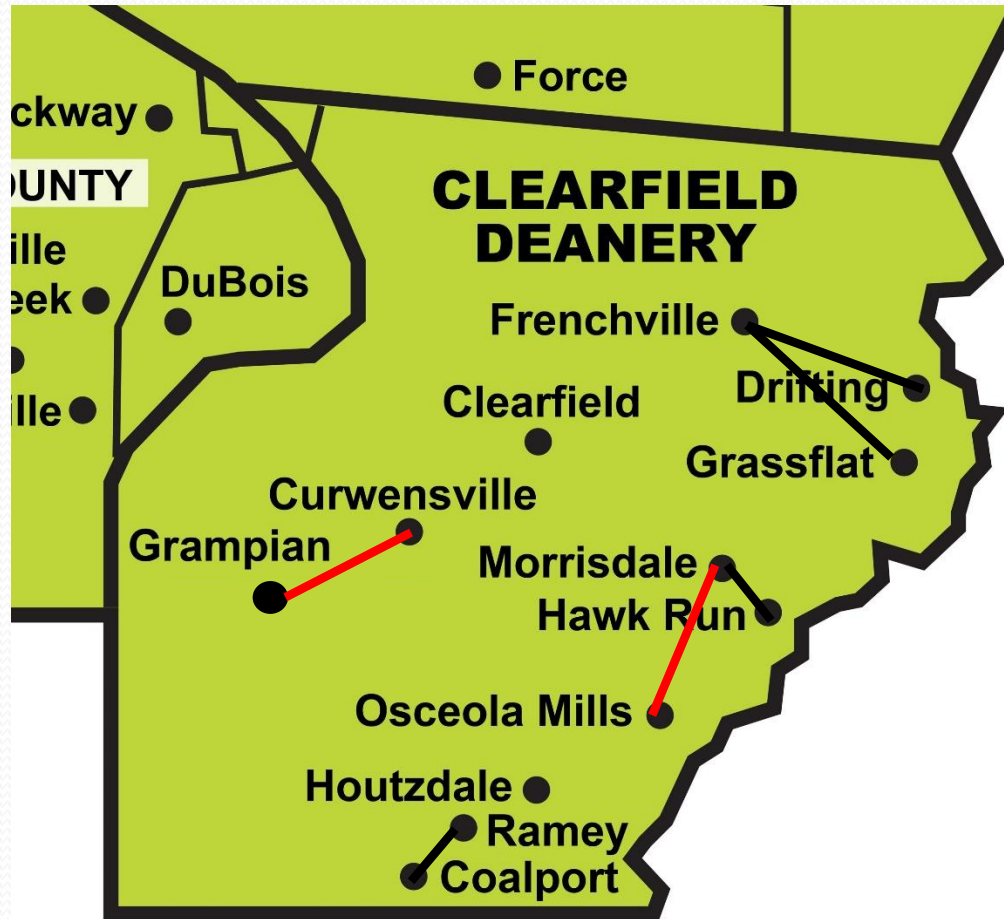 Force
ckway
OUNTY
CLEARFIELD
DEANERY
ille
eek
DuBois
Frenchville
Drifting
Clearfield
ille
Grassflat
Curwensville
Grampian
Morrisdale
Hawk Run
Osceola Mills
Houtzdale
Ramey
Coalport